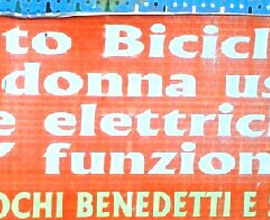 to Bicicl
donna us
e elettric
funzion
OCHI BENEDETTI E